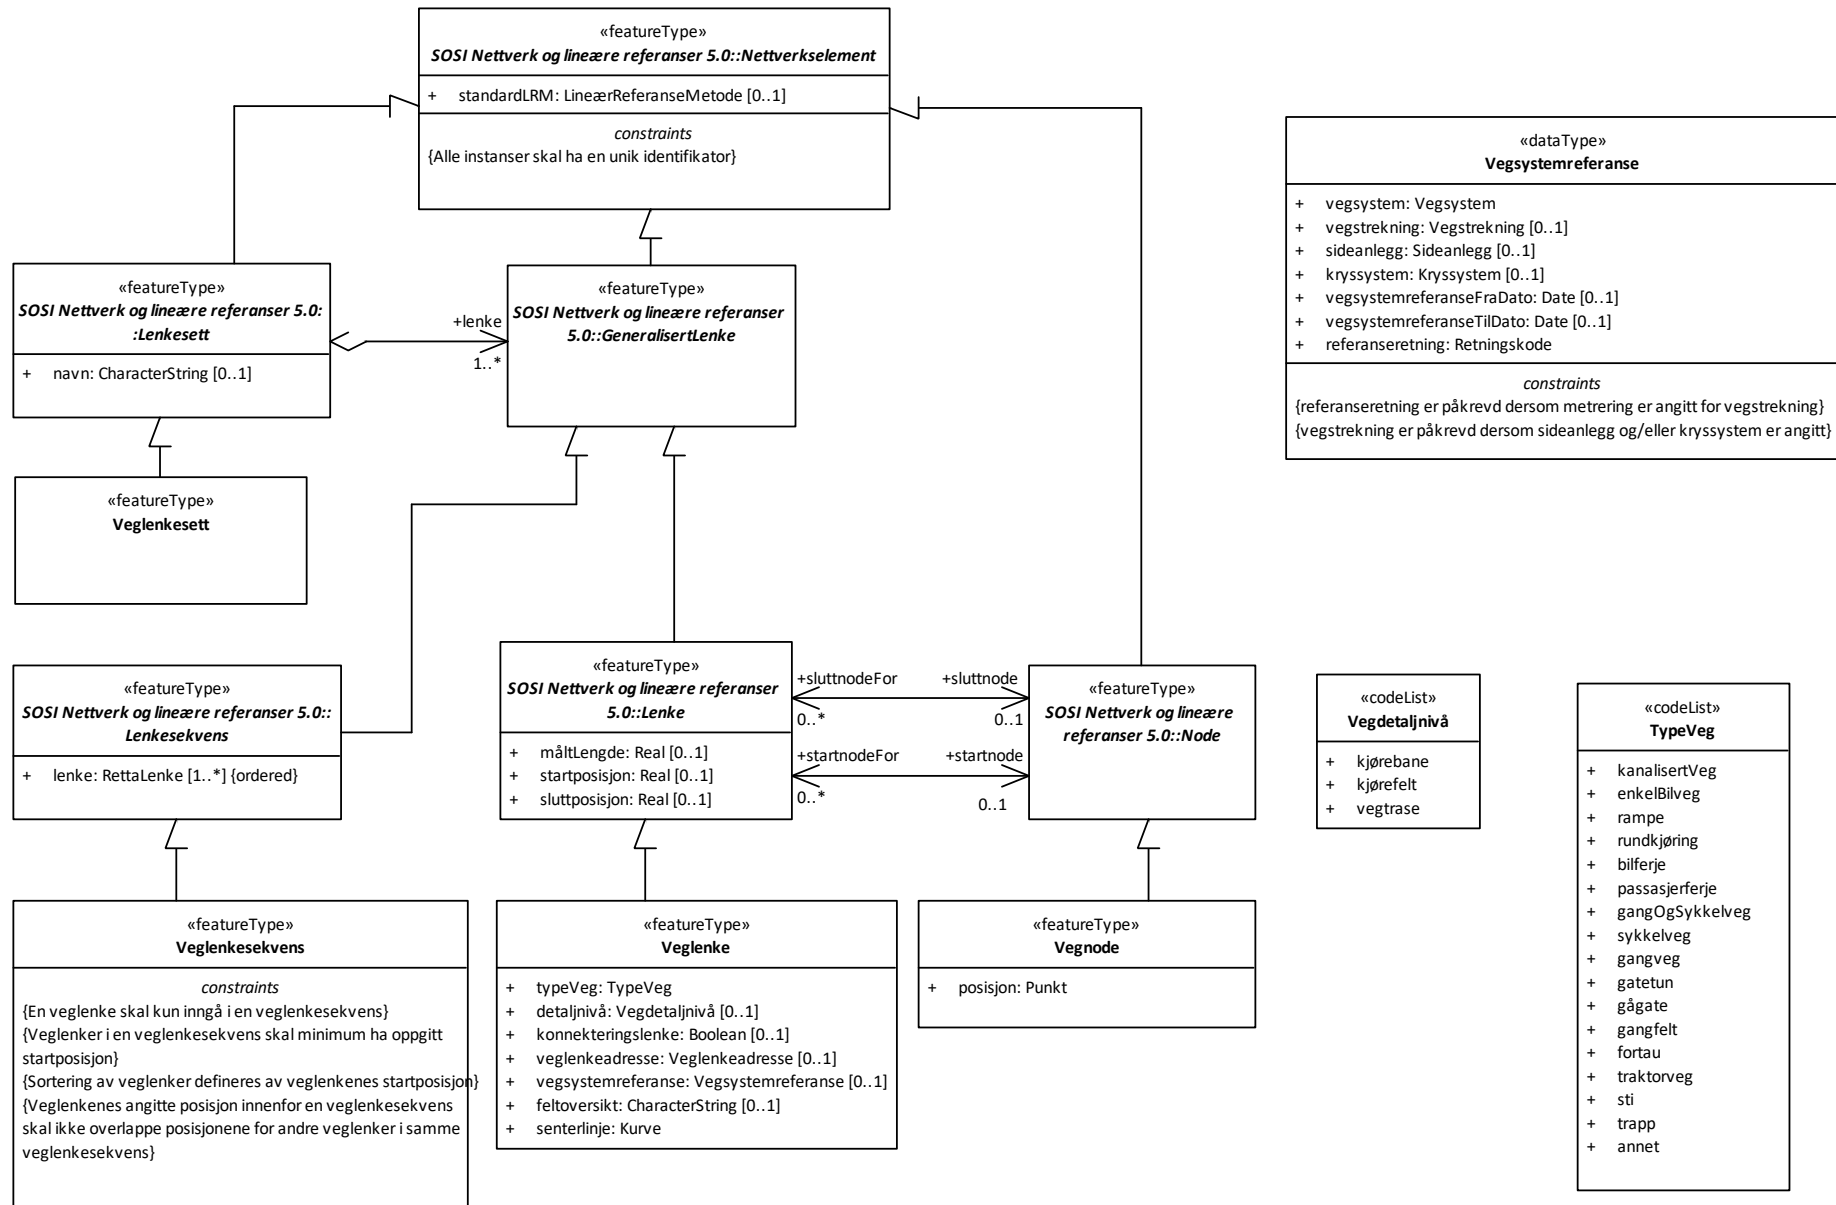 «featureType»
SOSI Nettverk og lineære referanser 5.0::Nettverkselement
+ standardLRM: LineærReferanseMetode [0..1]
constraints
{Alle instanser skal ha en unik identifikator}
«dataType»
Vegsystemreferanse
+ vegsystem: Vegsystem
+ vegstrekning: Vegstrekning [0..1]
+ sideanlegg: Sideanlegg [0..1]
+ kryssystem: Kryssystem [0..1]
+ vegsystemreferanseFraDato: Date [0..1]
+ vegsystemreferanseTilDato: Date [0..1]
+ referanseretning: Retningskode
constraints
{referanseretning er påkrevd dersom metrering er angitt for vegstrekning}
{vegstrekning er påkrevd dersom sideanlegg og/eller kryssystem er angitt}
«featureType»
SOSI Nettverk og lineære referanser 5.0:
:Lenkesett
+ navn: CharacterString [0..1]
+lenke
1..*
«featureType»
SOSI Nettverk og lineære referanser
5.0::GeneralisertLenke
«featureType»
Veglenkesett
«featureType»
SOSI Nettverk og lineære referanser 5.0::
Lenkesekvens
+ lenke: RettaLenke [1..*] {ordered}
«featureType»
SOSI Nettverk og lineære referanser
5.0::Lenke
+ måltLengde: Real [0..1]
+ startposisjon: Real [0..1]
+ sluttposisjon: Real [0..1]
+sluttnodeFor
+sluttnode
0..*
0..1
+startnodeFor
+startnode
0..*
0..1
«featureType»
SOSI Nettverk og lineære
referanser 5.0::Node
«codeList»
Vegdetaljnivå
+ kjørebane
+ kjørefelt
+ vegtrase
«codeList»
TypeVeg
+ kanalisertVeg
+ enkelBilveg
+ rampe
+ rundkjøring
+ bilferje
+ passasjerferje
+ gangOgSykkelveg
+ sykkelveg
+ gangveg
+ gatetun
+ gågate
+ gangfelt
+ fortau
+ traktorveg
+ sti
+ trapp
+ annet
«featureType»
Veglenkesekvens
constraints
{En veglenke skal kun inngå i en veglenkesekvens}
{Veglenker i en veglenkesekvens skal minimum ha oppgitt
startposisjon}
{Sortering av veglenker defineres av veglenkenes startposisjon}
{Veglenkenes angitte posisjon innenfor en veglenkesekvens
skal ikke overlappe posisjonene for andre veglenker i samme
veglenkesekvens}
«featureType»
Veglenke
+ typeVeg: TypeVeg
+ detaljnivå: Vegdetaljnivå [0..1]
+ konnekteringslenke: Boolean [0..1]
+ veglenkeadresse: Veglenkeadresse [0..1]
+ vegsystemreferanse: Vegsystemreferanse [0..1]
+ feltoversikt: CharacterString [0..1]
+ senterlinje: Kurve
«featureType»
Vegnode
+ posisjon: Punkt